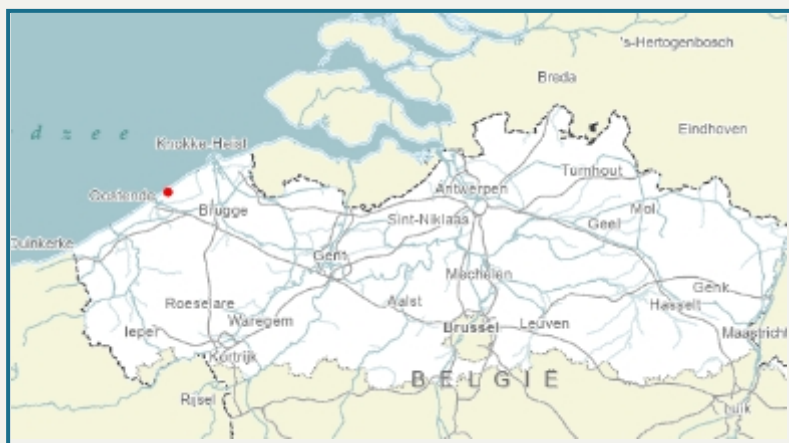 's-Hertogenbosch
Breda
Eindhoven
d z e e
Knokke-Heist
Turnhout
Oostende
Antwerpen
Mol
Brugge
Sint-Niklaas
Geel
Duinkerke
Gent
Mechelen
Genk
Roeselare
Aalst
Hasselt
Waregem
Brussel
Leuven
Ieper
Maastricht
Kortrijk
BELGIË
Rijsel
Luik